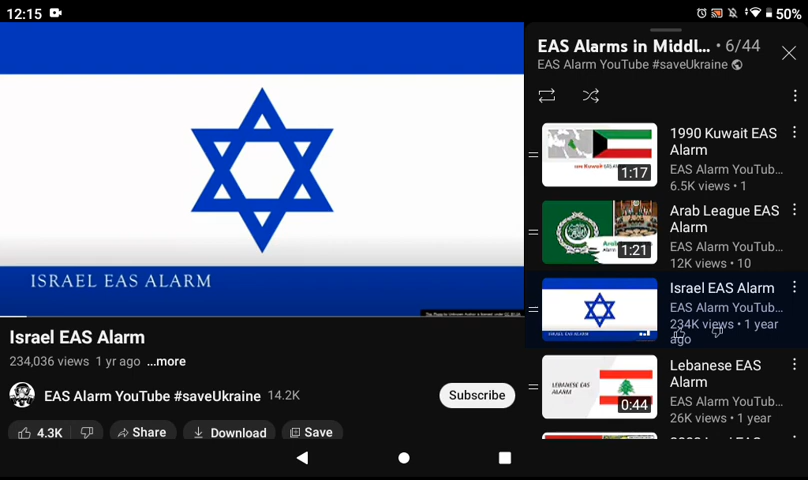 12:15
50%
ISRAEL EAS ALARM
Israel EAS Alarm
234,036 views 1 yr ago ...more
EAS Alarm YouTube #saveUkraine 14.2K
Subscribe
4.3K
Share
Download
Save
EAS Alarms in Middl... • 6/44
EAS Alarm YouTube #saveUkraine
1:17
1990 Kuwait EAS
Alarm
EAS Alarm YouTub...
6.5K views • 1
1:21
Arab League EAS
Alarm
EAS Alarm YouTub...
12K views • 10
Israel EAS Alarm
EAS Alarm YouTub...
234K views • 1 year
ago
LEBANESE EAS
ALARM
0:44
Lebanese EAS
Alarm
EAS Alarm YouTub...
26K views • 1 year